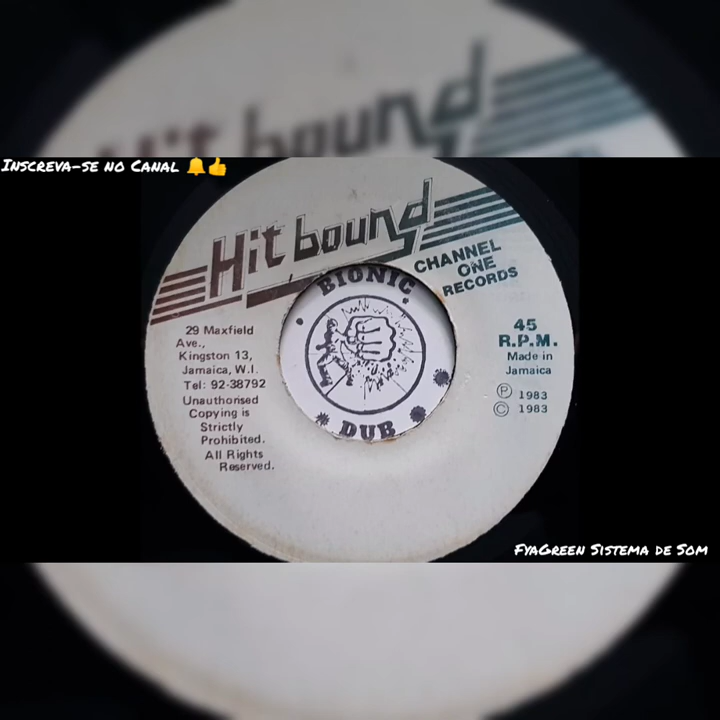 Hit bound
Inscreva-se no Canal 🔔👍
Hit bound
CHANNEL
ONE
RECORDS
BIONIC
DUB
29 Maxfield
Ave.,
Kingston 13,
Jamaica, W.I.
Tel: 92-38792
Unauthorised
Copying is
Strictly
Prohibited.
All Rights
Reserved.
45
R.P.M.
Made in
Jamaica
Ⓟ 1983
© 1983
FyaGreen Sistema de Som